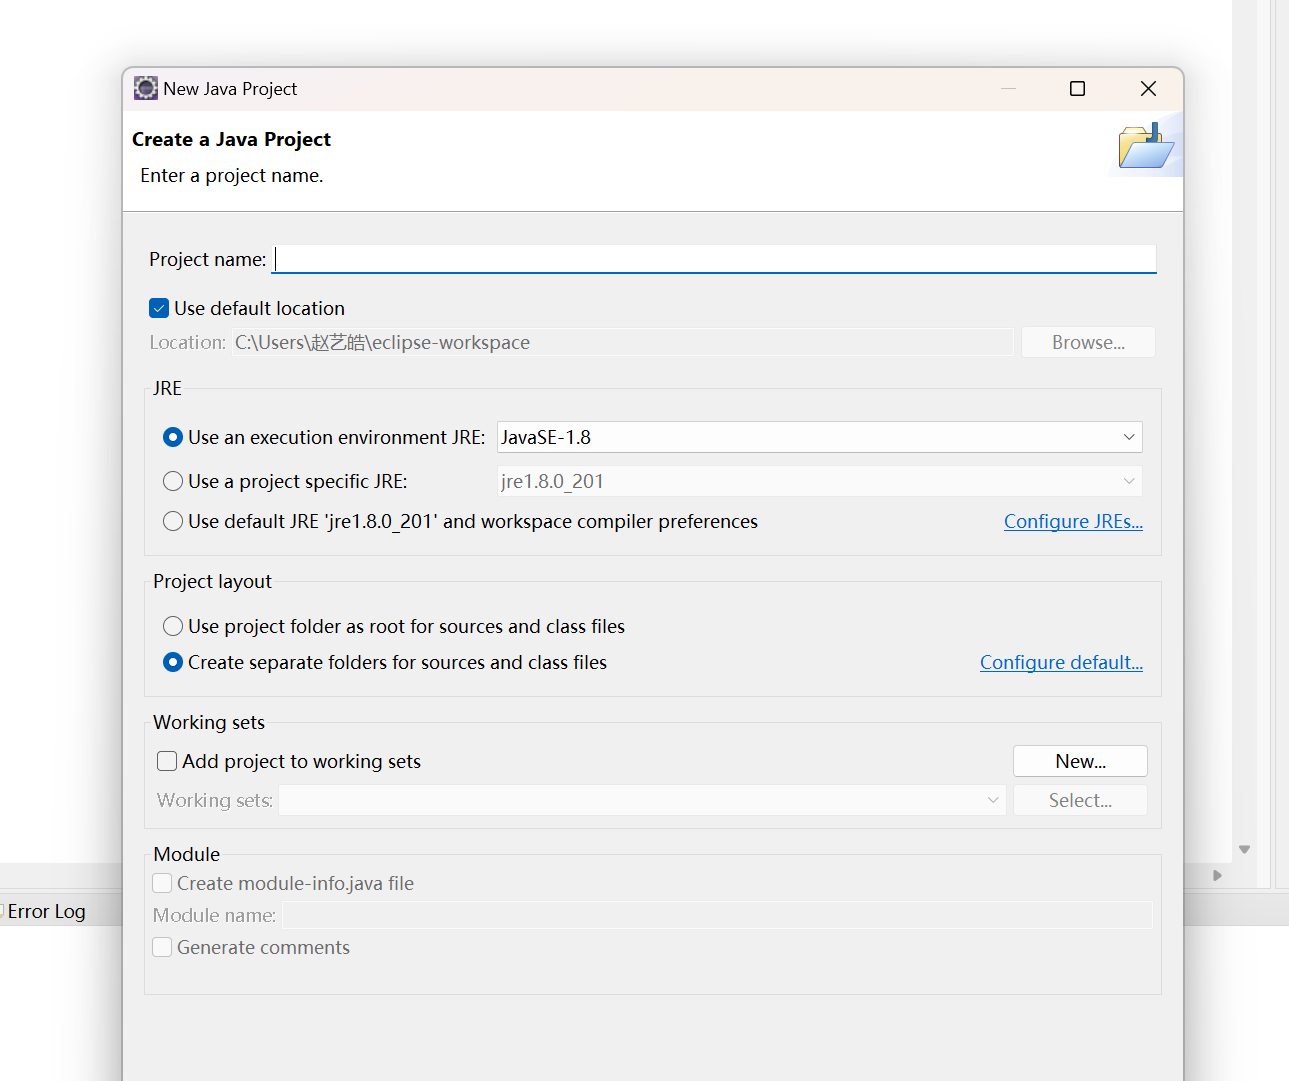 New Java Project
Create a Java Project
Enter a project name.
Project name:
Use default location
Location: C:\Users\赵艺皓\eclipse-workspace Browse...
JRE
Use an execution environment JRE: JavaSE-1.8
Use a project specific JRE: jre1.8.0_201
Use default JRE 'jre1.8.0_201' and workspace compiler preferences Configure JREs...
Project layout
Use project folder as root for sources and class files
Create separate folders for sources and class files Configure default...
Working sets
Add project to working sets New...
Working sets: Select...
Module
Create module-info.java file
Error Log
Module name:
Generate comments